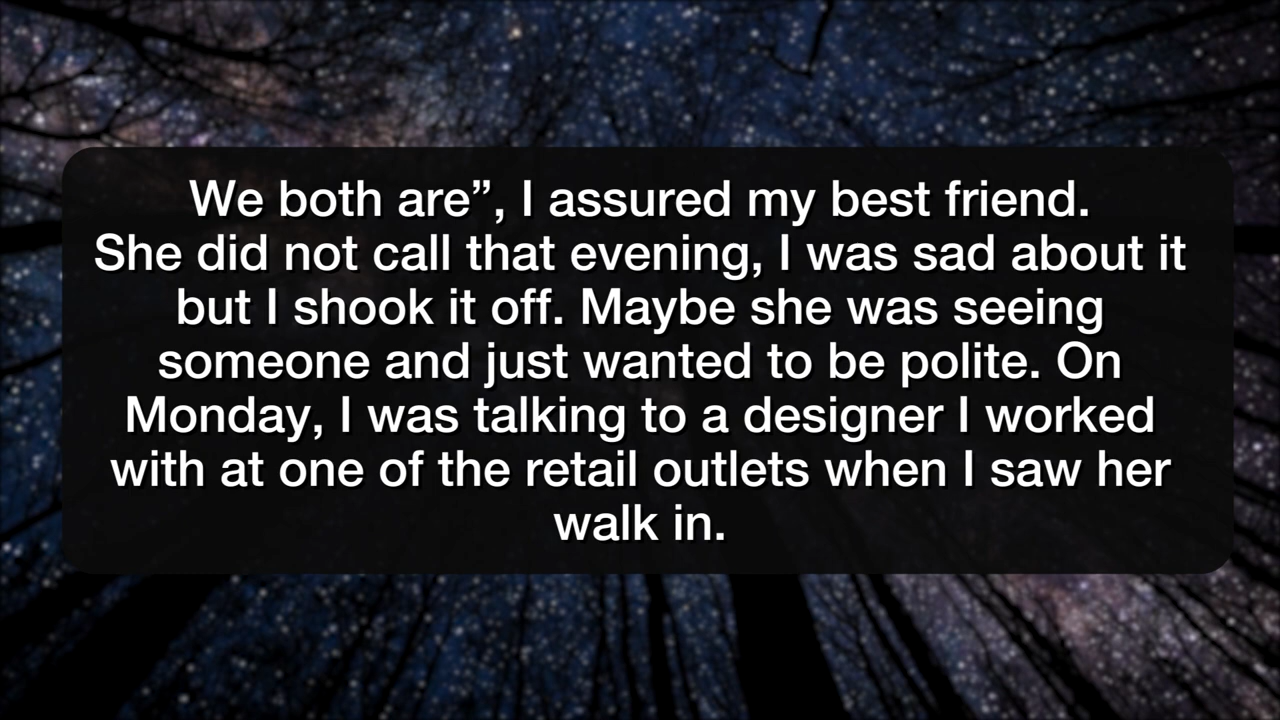 We both are”, I assured my best friend.
She did not call that evening, I was sad about it
but I shook it off. Maybe she was seeing
someone and just wanted to be polite. On
Monday, I was talking to a designer I worked
with at one of the retail outlets when I saw her
walk in.